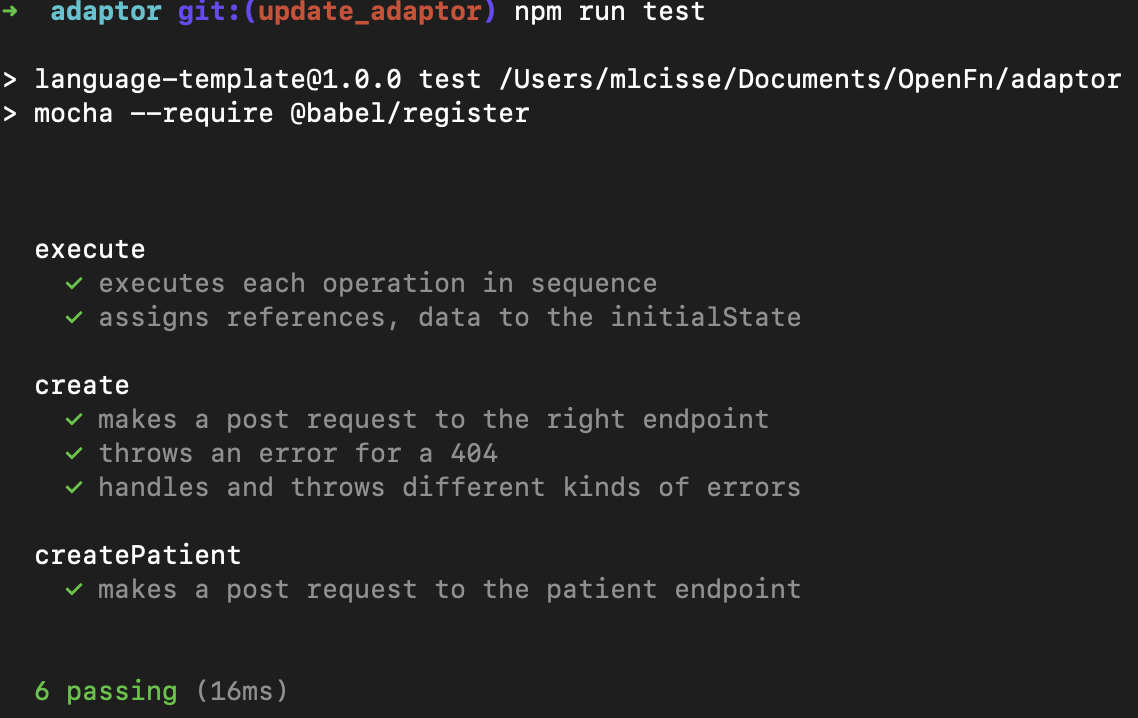 → adaptor git:(update_adaptor) npm run test
> language-template@1.0.0 test /Users/mlcisse/Documents/OpenFn/adaptor
> mocha --require @babel/register
execute
✓ executes each operation in sequence
✓ assigns references, data to the initialState
create
✓ makes a post request to the right endpoint
✓ throws an error for a 404
✓ handles and throws different kinds of errors
createPatient
✓ makes a post request to the patient endpoint
6 passing (16ms)